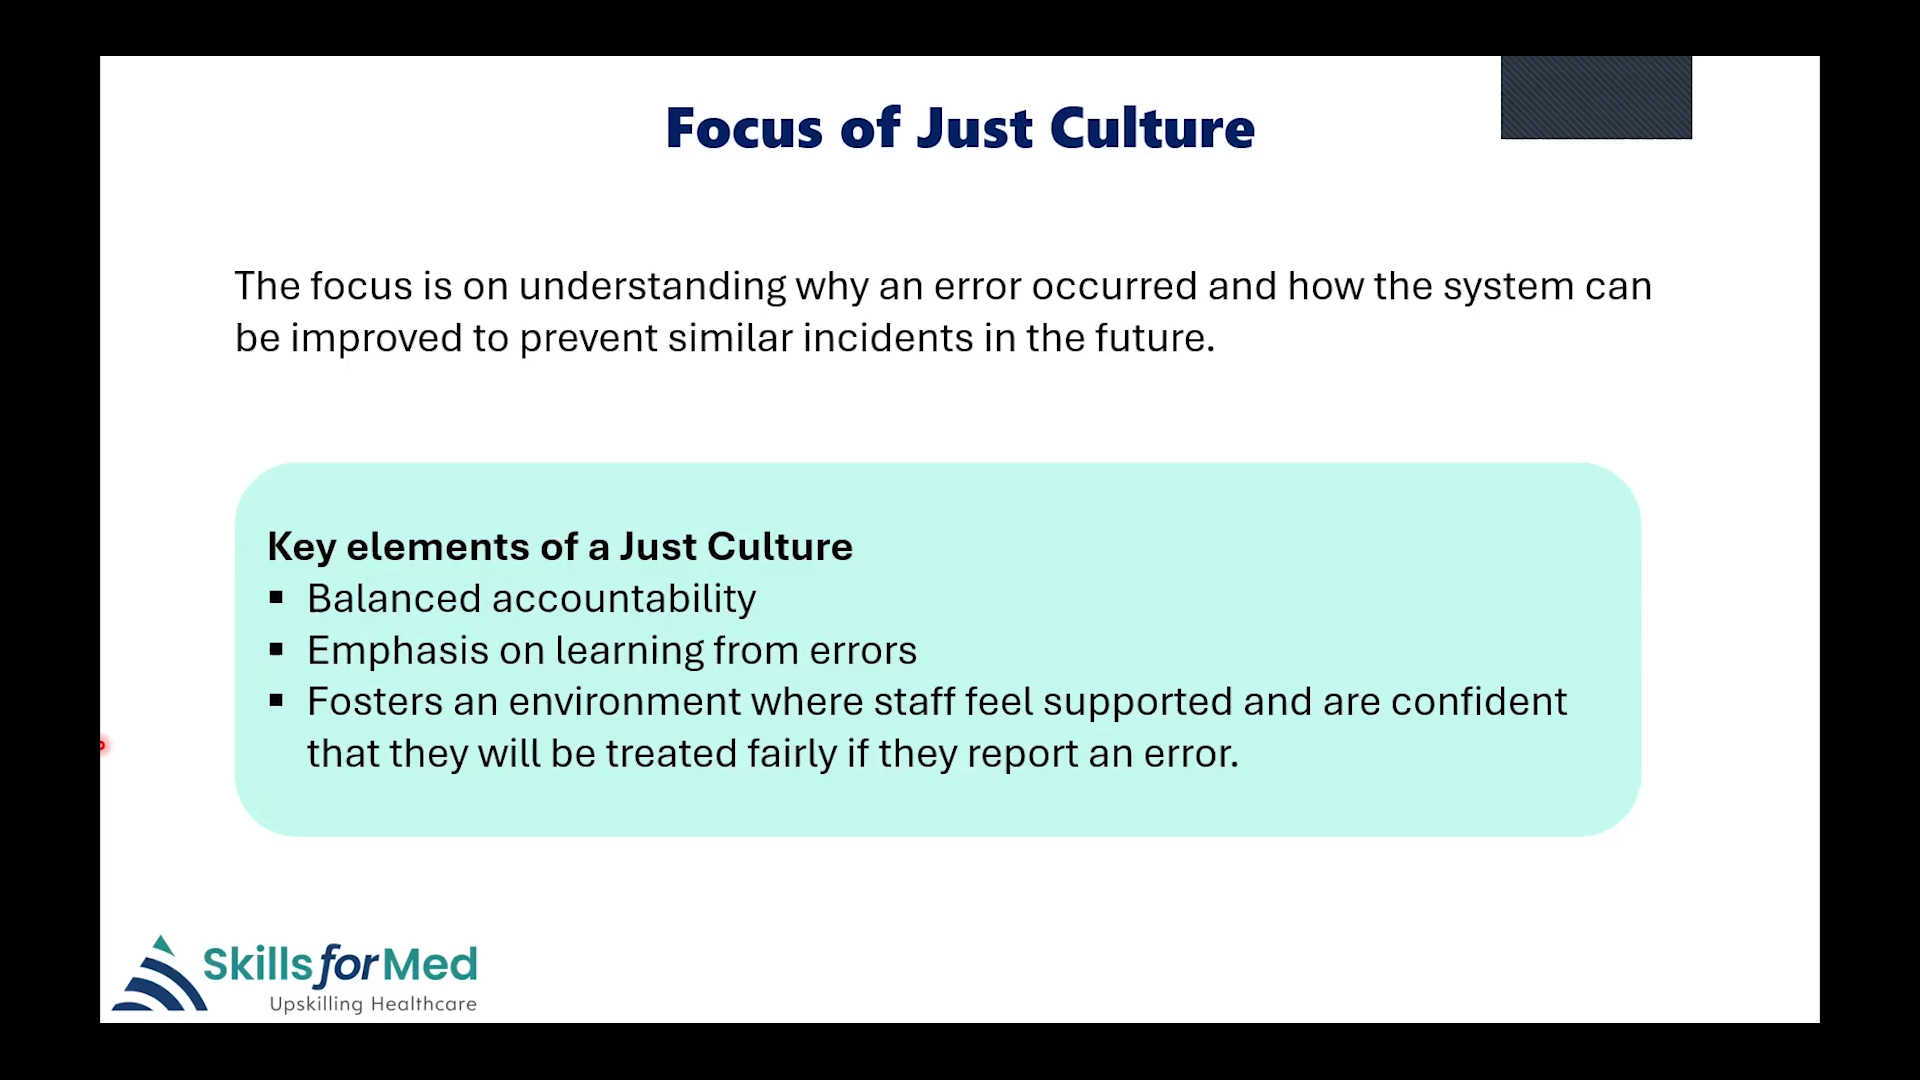 Focus of Just Culture
The focus is on understanding why an error occurred and how the system can
be improved to prevent similar incidents in the future.
Key elements of a Just Culture
▪ Balanced accountability
▪ Emphasis on learning from errors
▪ Fosters an environment where staff feel supported and are confident
that they will be treated fairly if they report an error.
SkillsforMed
Upskilling Healthcare